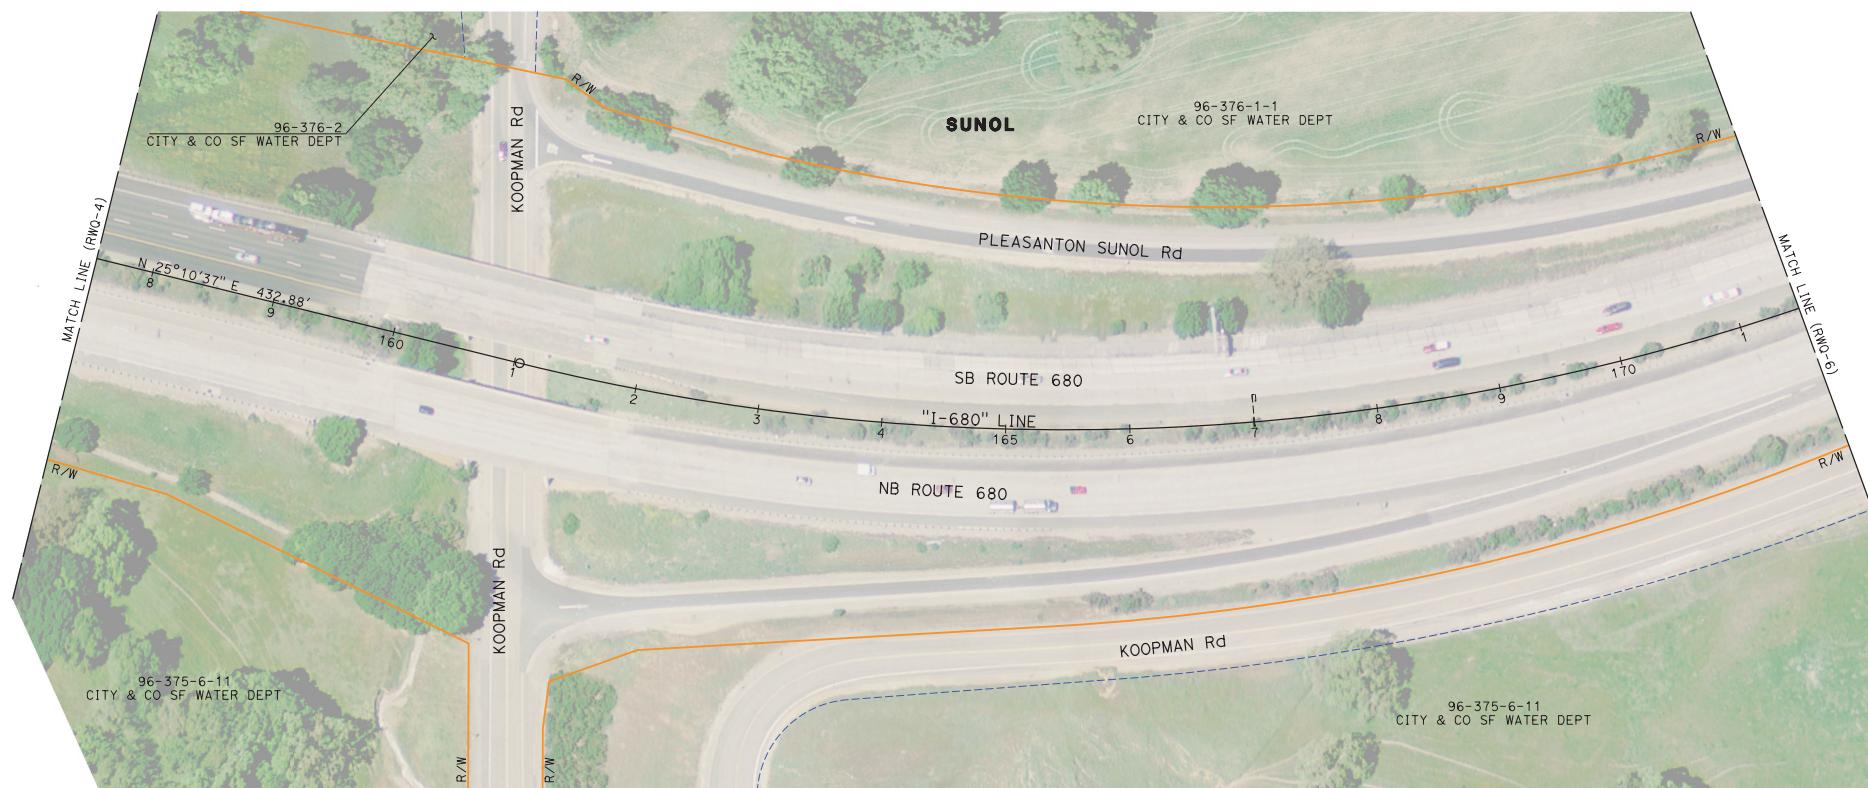 R/W
KOOPMAN Rd
96-376-2
CITY & CO SF WATER DEPT
SUNOL
96-376-1-1
CITY & CO SF WATER DEPT
R/W
MATCH LINE (RWQ-4)
PLEASANTON SUNOL Rd
MATCH LINE (RWQ-6)
N 25°10'37" E 432.88'
8
9
160
1
2
3
4
165
6
7
8
9
170
1
SB ROUTE 680
"I-680" LINE
NB ROUTE 680
R/W
R/W
KOOPMAN Rd
KOOPMAN Rd
96-375-6-11
CITY & CO SF WATER DEPT
96-375-6-11
CITY & CO SF WATER DEPT
R/W
R/W